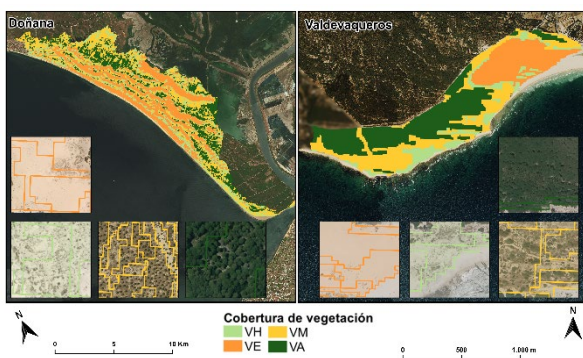 Doñana
Valdevaqueros
N
Cobertura de vegetación
VH
VM
VE
VA
0
5
10 Km
N
0
500
1.000 m